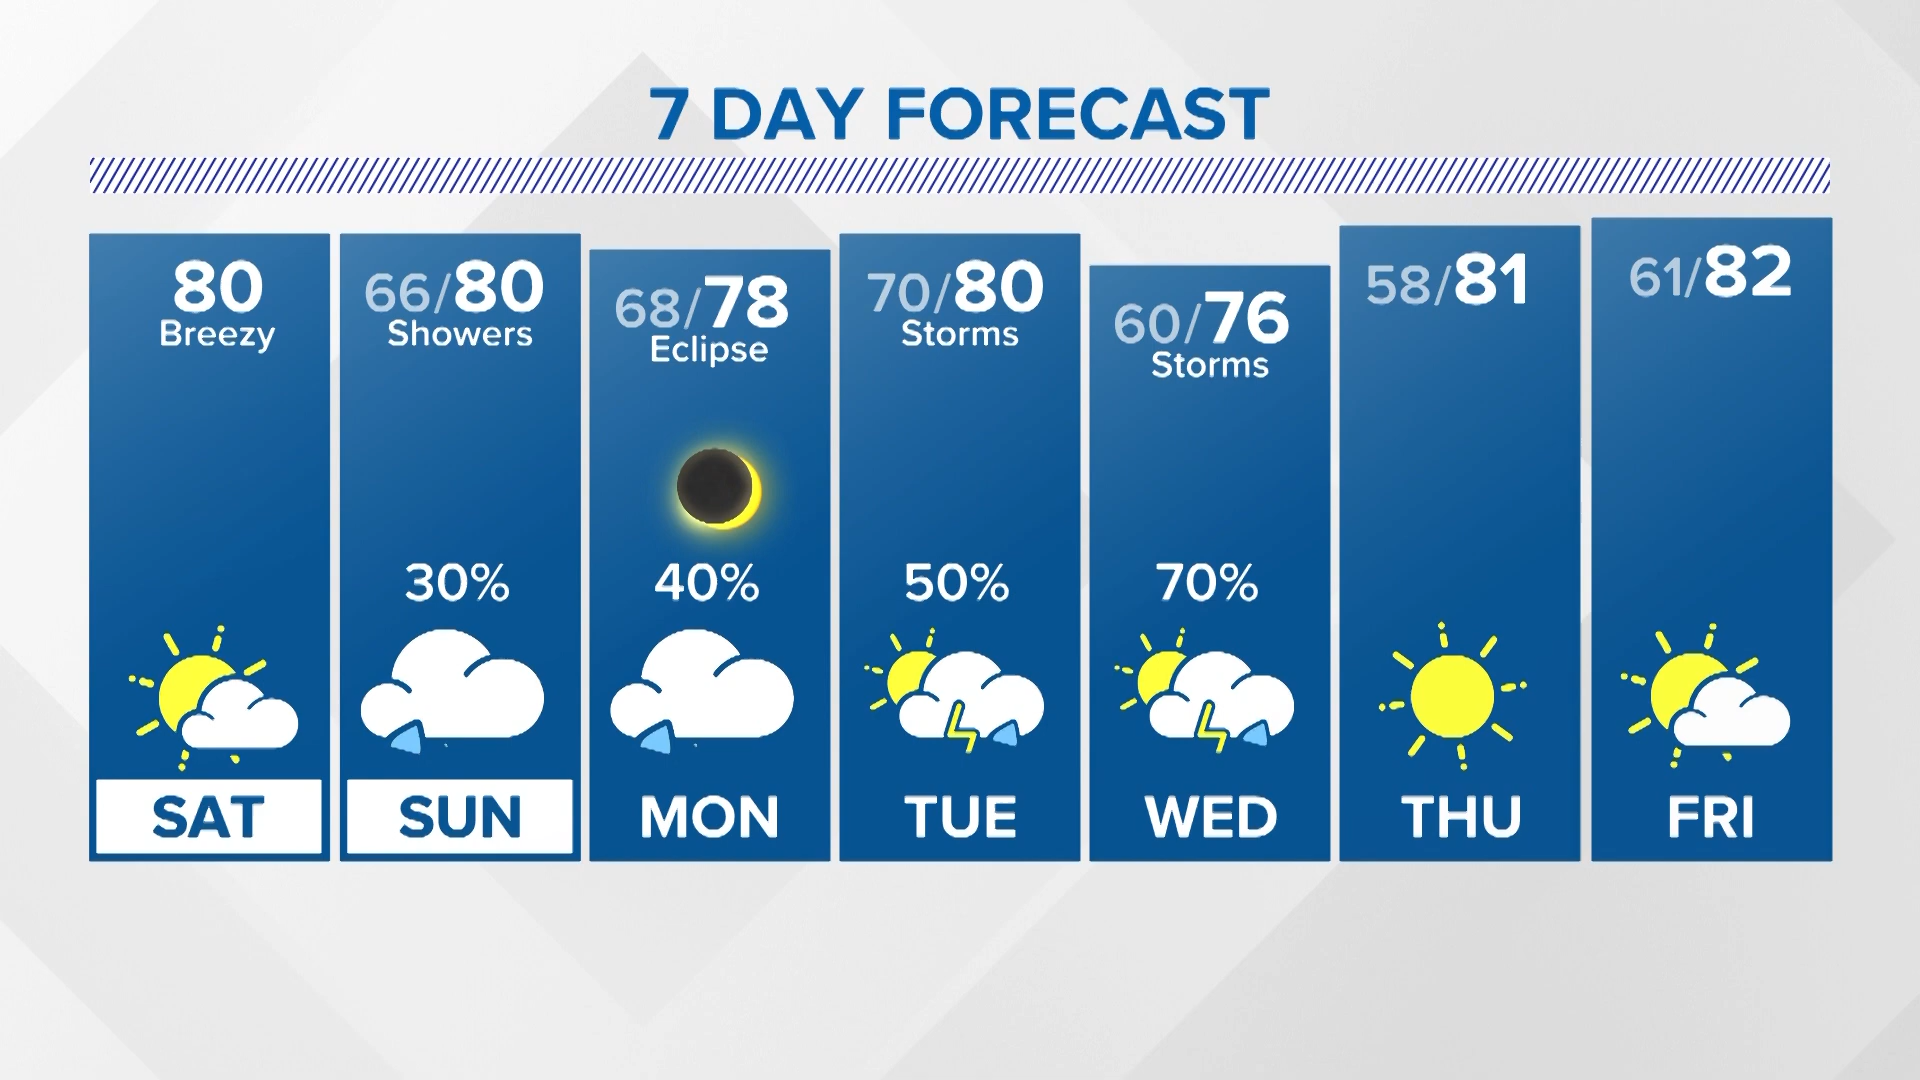 7 DAY FORECAST
80
Breezy
SAT
66/80
Showers
30%
SUN
68/78
Eclipse
40%
MON
70/80
Storms
50%
TUE
60/76
Storms
70%
WED
58/81
THU
61/82
FRI